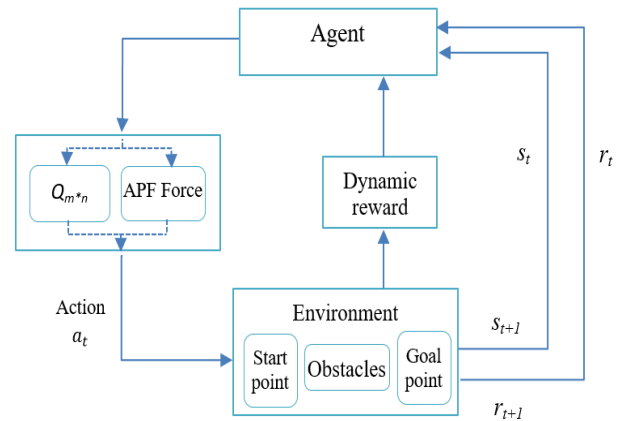 Agent
Q_{m*n}
APF Force
s_t
r_t
Dynamic
reward
Action
a_t
Environment
Start
point
Obstacles
Goal
point
s_{t+1}
r_{t+1}